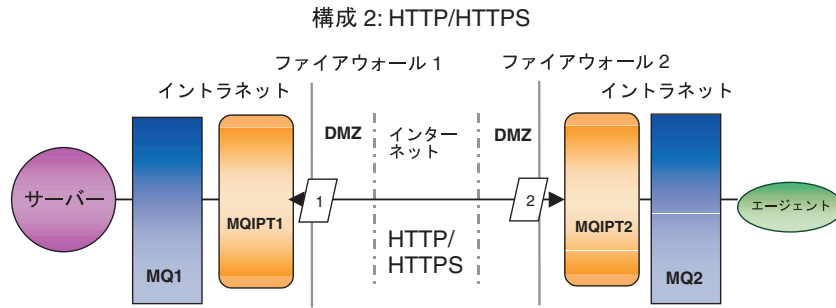 構成 2: HTTP/HTTPS
ファイアウォール 1
ファイアウォール 2
イントラネット
イントラネット
DMZ
インター
ネット
DMZ
サーバー
MQ1
MQIPT1
1
HTTP/
HTTPS
2
MQIPT2
MQ2
エージェント